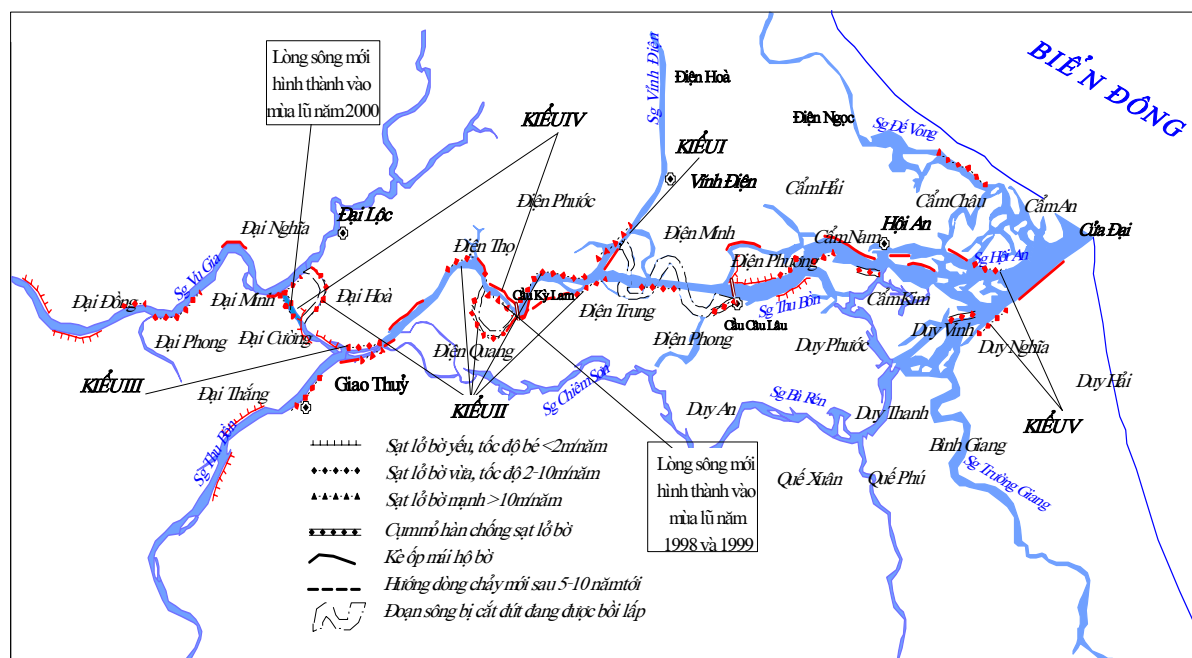 Lòng sông mới
hình thành vào
mùa lũ năm 2000
KIỂU IV
Sg Vĩnh Điện
Điện Hoà
BIỂN ĐÔNG
Điện Ngọc
Sg Đế Võng
KIỂU I
Vĩnh Điện
Cẩm Hải
Cẩm Châu
Cẩm An
Cửa Đại
Đại Nghĩa
Đại Lộc
Điện Phước
Điện Thọ
Điện Minh
Điện Phương
Cẩm Nam
Hội An
Sg Hội An
Sg Vu Gia
Đại Đồng
Đại Minh
Đại Hoà
Cầu Kỳ Lam
Điện Trung
Sg Thu Bồn
Cẩm Kim
Đại Phong
Đại Cường
Điện Quang
Điện Phong
Cầu Câu Lâu
Duy Phước
Duy Vinh
Duy Nghĩa
KIỂU III
Đại Thắng
Giao Thuỷ
KIỂU II
Sg Chiêm Sơn
Duy An
Sg Bà Rén
Duy Thanh
Duy Hải
KIỂU V
Sg Thu Bồn
Bình Giang
Sg Trường Giang
Quế Xuân
Quế Phú
Lòng sông mới
hình thành vào
mùa lũ năm
1998 và 1999
Sạt lở bờ yếu, tốc độ bé <2m/năm
Sạt lở bờ vừa, tốc độ 2-10m/năm
Sạt lở bờ mạnh >10m/năm
Cụm mỏ hàn chống sạt lở bờ
Kè ốp mái hộ bờ
Hướng dòng chảy mới sau 5-10 năm tới
Đoạn sông bị cắt đứt đang được bồi lấp